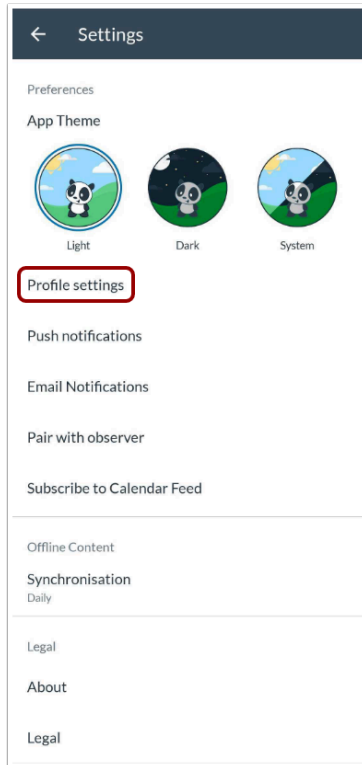 Settings
Preferences
App Theme
Light Dark System
Profile settings
Push notifications
Email Notifications
Pair with observer
Subscribe to Calendar Feed
Offline Content
Synchronisation
Daily
Legal
About
Legal